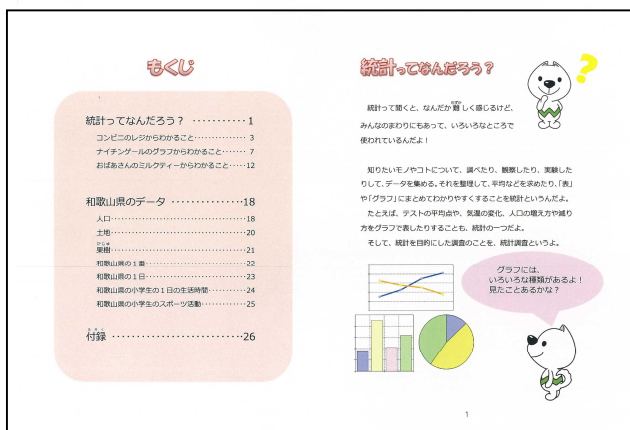 もくじ
統計ってなんだろう？ ············1
コンビニのレジからわかること············· 3
ナイチンゲールのグラフからわかること······· 7
おばあさんのミルクティーからわかること·····12
和歌山県のデータ ·············18
人口·································18
土地·································20
かじゅ
果樹·································21
和歌山県の１番·························22
和歌山県の１日·························23
和歌山県の小学生の１日の生活時間··········24
和歌山県の小学生のスポーツ活動············25
ふろく
付録 ························26
統計ってなんだろう？
?
むずか
統計って聞くと、なんだか難しく感じるけど、
みんなのまわりにもあって、いろいろなところで
使われているんだよ！
知りたいモノやコトについて、調べたり、観察したり、実験した
りして、データを集める。それを整理して、平均などを求めたり、「表」
や「グラフ」にまとめてわかりやすくすることを統計というんだ。
たとえば、テストの平均点や、気温の変化、人口の増え方や減り
方をグラフで表したりすることも、統計の一つだよ。
そして、統計を目的にした調査のことを、統計調査というよ。
グラフには、
いろいろな種類があるよ！
見たことあるかな？
1